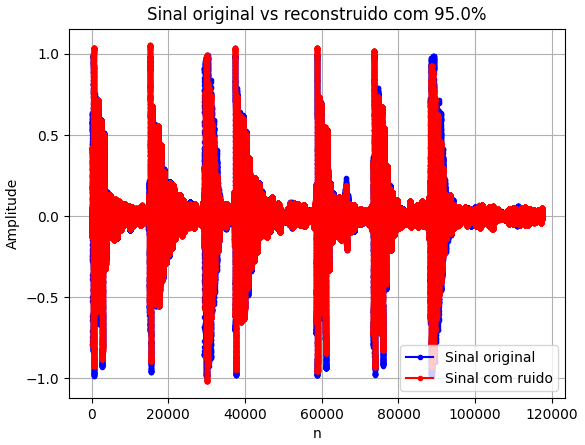 Sinal original vs reconstruido com 95.0%
1.0
0.5
0.0
−0.5
−1.0
Amplitude
Sinal original
Sinal com ruido
0 20000 40000 60000 80000 100000 120000
n